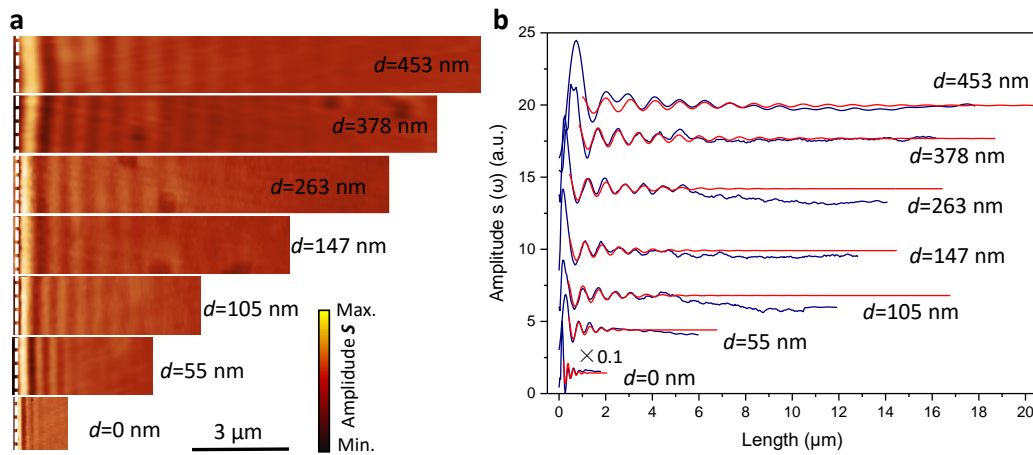 a
d=453 nm
d=378 nm
d=263 nm
d=147 nm
d=105 nm
d=55 nm
d=0 nm
3 µm
Max.
Amplidude s
Min.
b
25
20
15
10
5
0
Amplitude s (ω) (a.u.)
d=453 nm
d=378 nm
d=263 nm
d=147 nm
d=105 nm
d=55 nm
×0.1
d=0 nm
0 2 4 6 8 10 12 14 16 18 20
Length (µm)